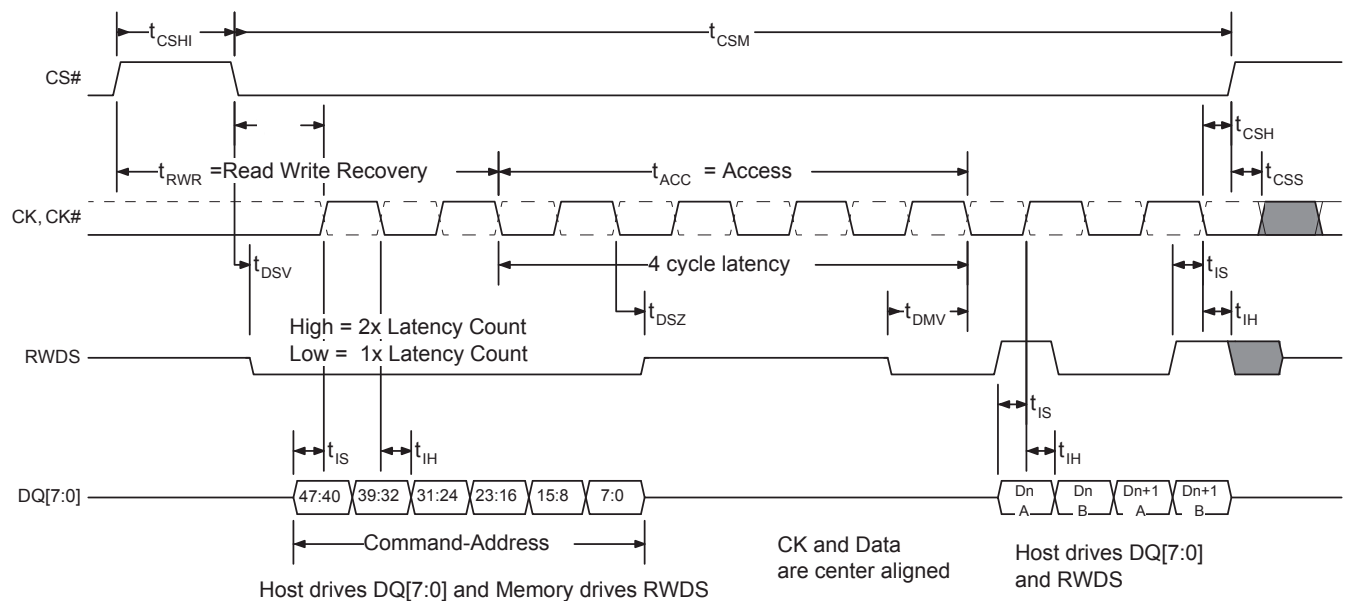 tCSHI
tCSM
CS#
tCSH
tRWR =Read Write Recovery
tACC = Access
tCSS
CK, CK#
tDSV
4 cycle latency
tIS
High = 2x Latency Count
Low = 1x Latency Count
tDSZ
tDMV
tIH
RWDS
tIS
tIS
tIH
tIH
DQ[7:0]
47:40 39:32 31:24 23:16 15:8 7:0
Dn A
Dn B
Dn+1 A
Dn+1 B
Command-Address
CK and Data
are center aligned
Host drives DQ[7:0]
and RWDS
Host drives DQ[7:0] and Memory drives RWDS